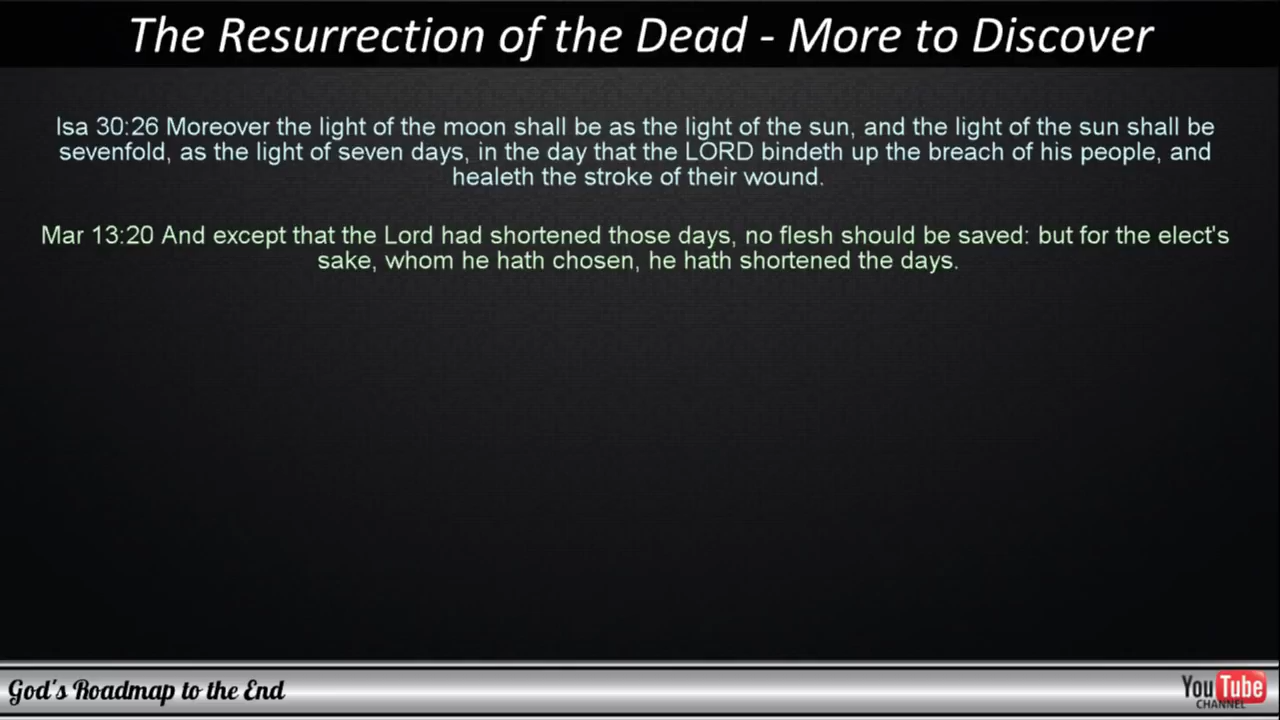 The Resurrection of the Dead - More to Discover
Isa 30:26 Moreover the light of the moon shall be as the light of the sun, and the light of the sun shall be
sevenfold, as the light of seven days, in the day that the LORD bindeth up the breach of his people, and
healeth the stroke of their wound.
Mar 13:20 And except that the Lord had shortened those days, no flesh should be saved: but for the elect's
sake, whom he hath chosen, he hath shortened the days.
God's Roadmap to the End
YouTube
CHANNEL